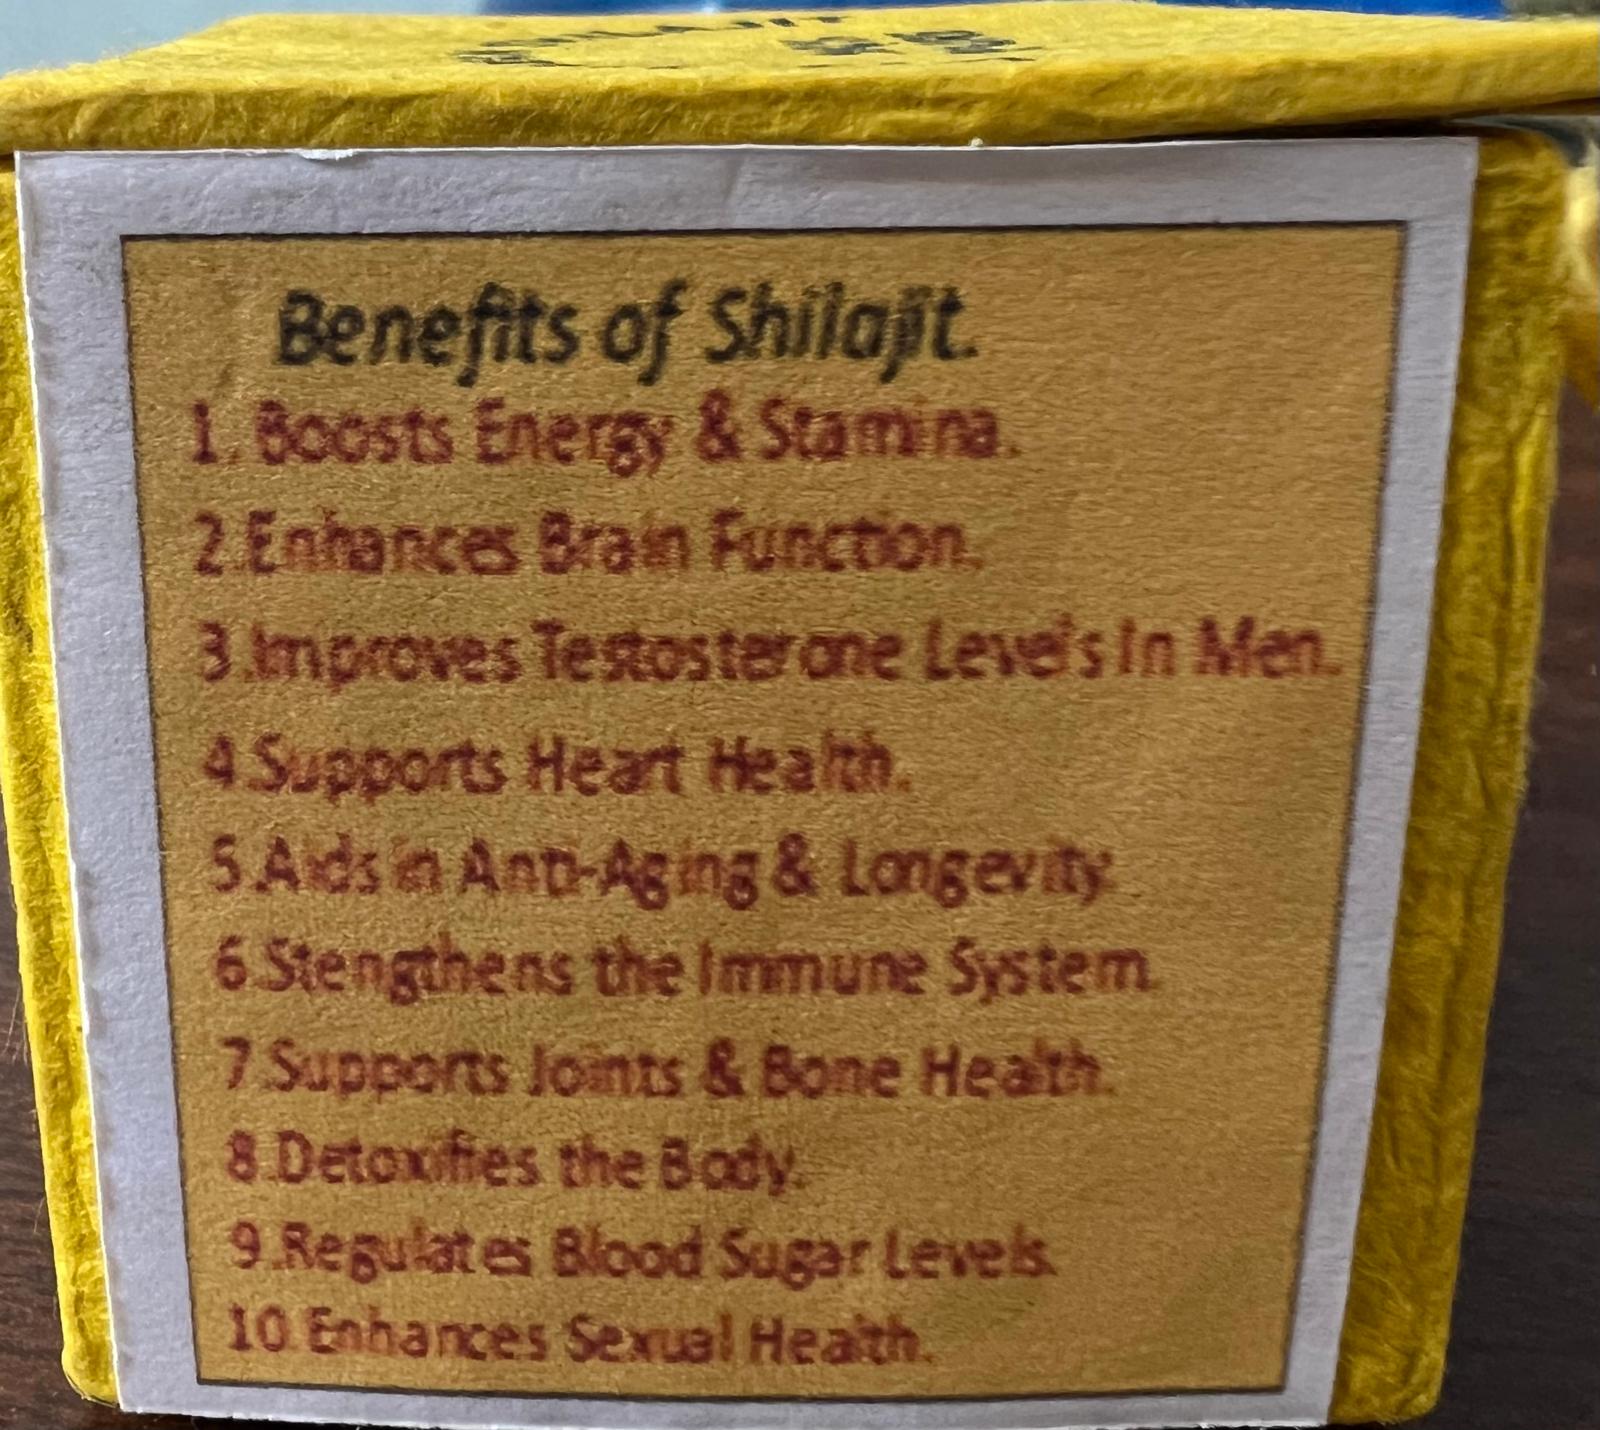 SHILAJIT
Benefits of Shilajit.
1. Boosts Energy & Stamina.
2.Enhances Brain Function.
3.Improves Testosterone Levels In Men.
4.Supports Heart Health.
5.Aids in Anti-Aging & Longevity.
6.Stengthens the Immune System.
7.Supports Joints & Bone Health.
8.Detoxifies the Body.
9.Regulates Blood Sugar Levels.
10.Enhances Sexual Health.